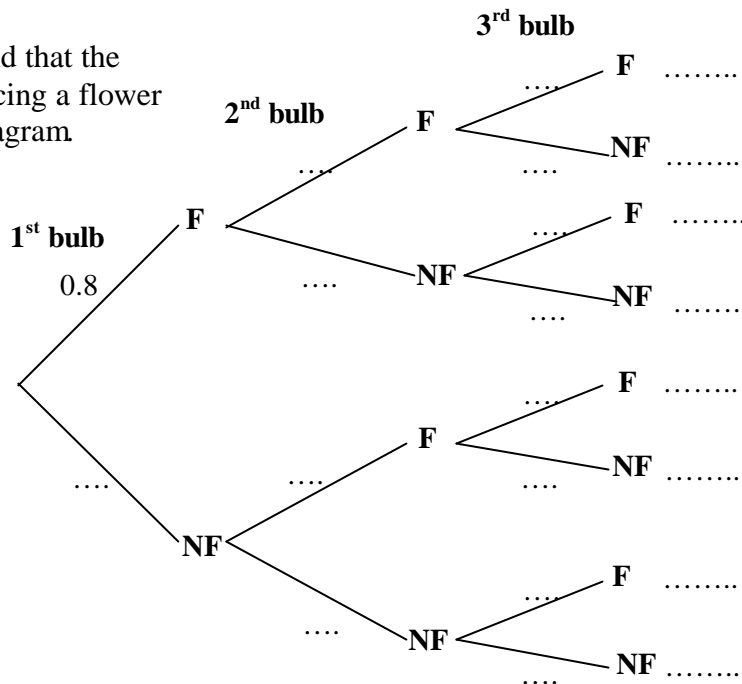 3rd bulb
d that the
cing a flower
agram.
2nd bulb
1st bulb
0.8
….
F
NF
….
….
….
….
F
NF
F
NF
….
….
….
….
….
….
….
….
F ……..
NF ……..
F ……..
NF ……..
F ……..
NF ……..
F ……..
NF ……..